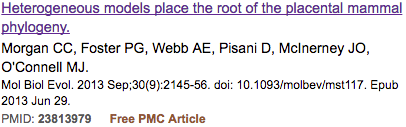 Heterogeneous models place the root of the placental mammal
phylogeny.
Morgan CC, Foster PG, Webb AE, Pisani D, McInerney JO,
O'Connell MJ.
Mol Biol Evol. 2013 Sep;30(9):2145-56. doi: 10.1093/molbev/mst117. Epub
2013 Jun 29.
PMID: 23813979 Free PMC Article